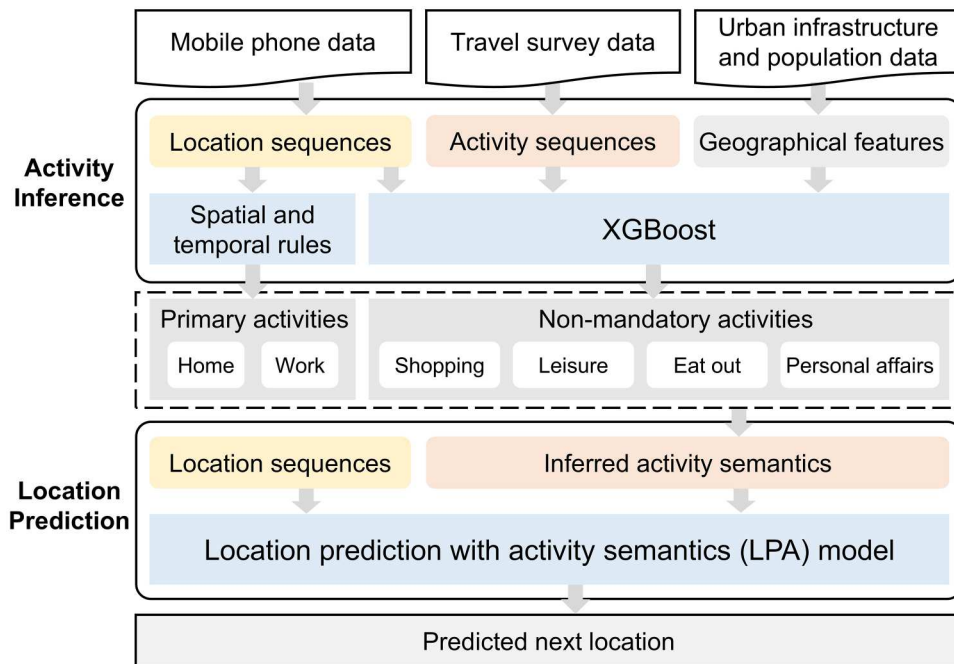 Mobile phone data
Travel survey data
Urban infrastructure
and population data
Activity
Inference
Location sequences
Activity sequences
Geographical features
Spatial and
temporal rules
XGBoost
Primary activities
Home
Work
Non-mandatory activities
Shopping
Leisure
Eat out
Personal affairs
Location
Prediction
Location sequences
Inferred activity semantics
Location prediction with activity semantics (LPA) model
Predicted next location